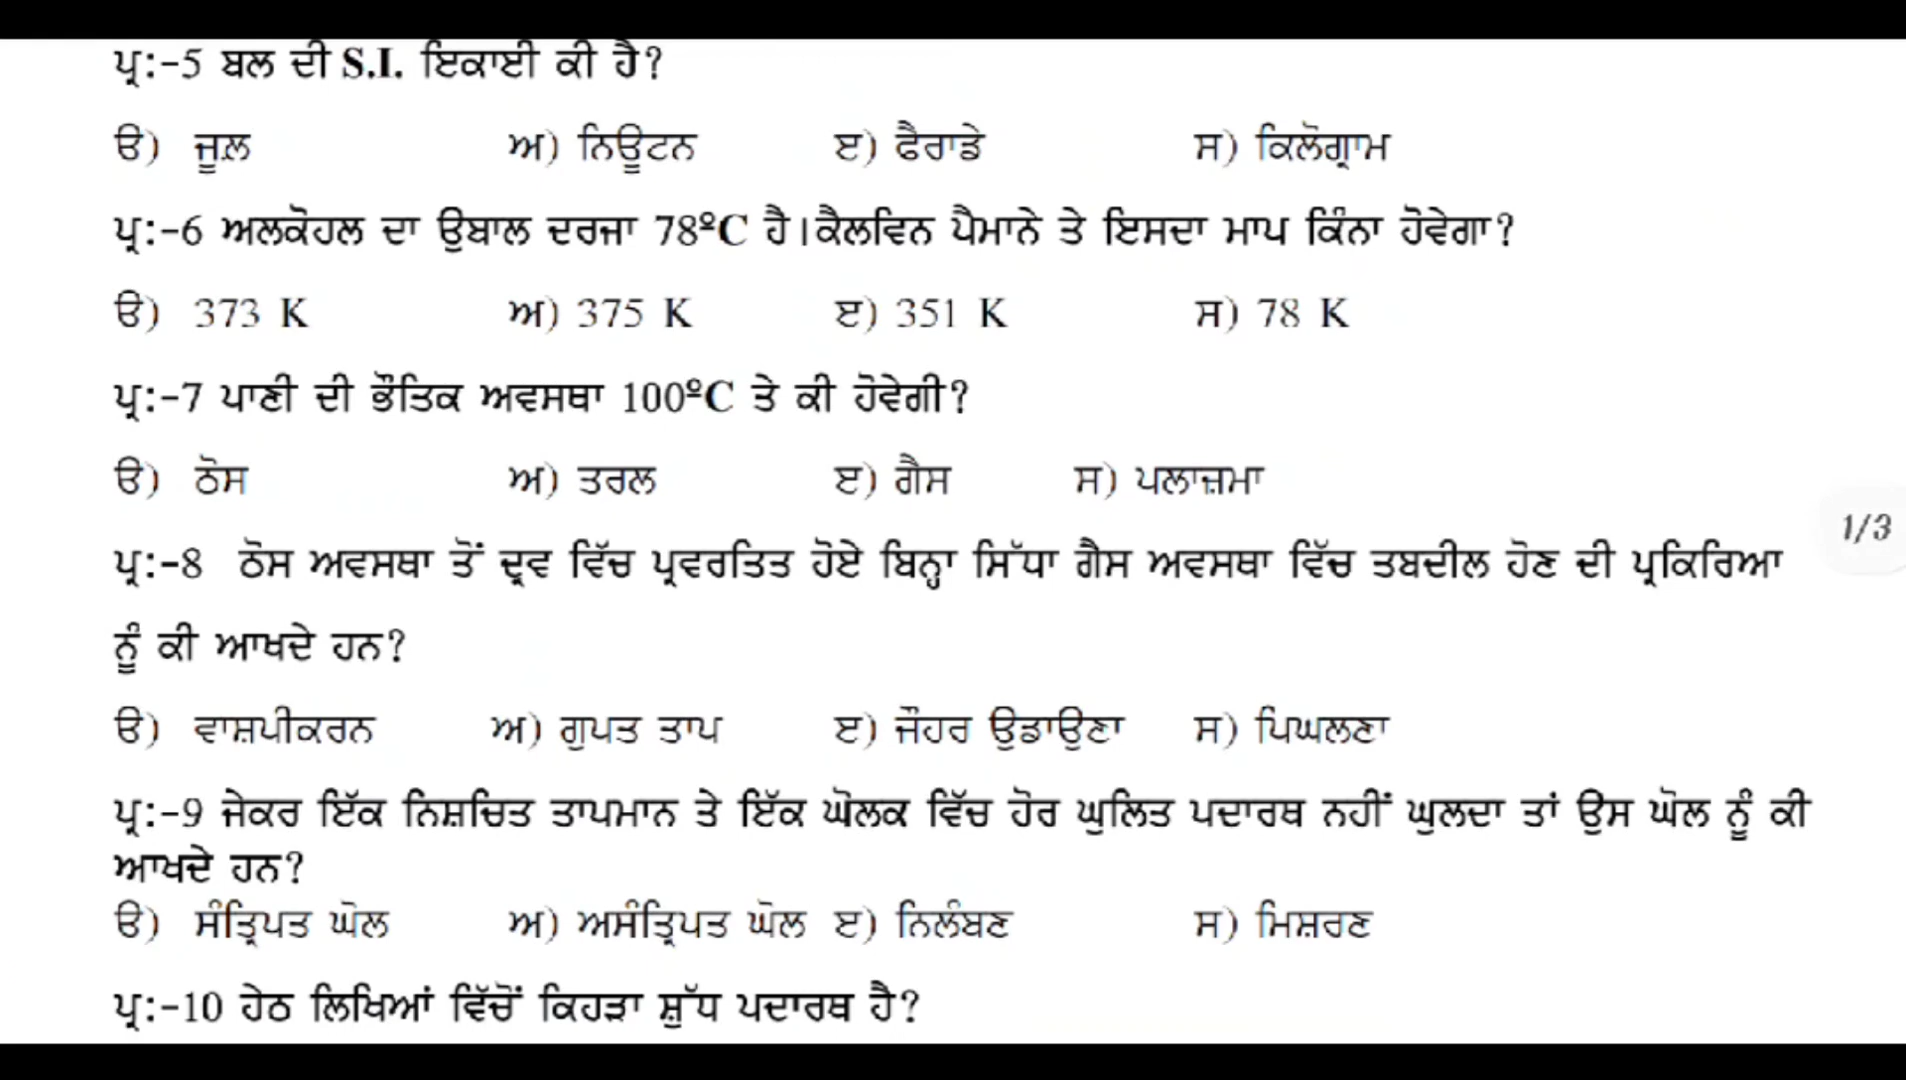 ਪ੍ਰ:-5 ਬਲ ਦੀ S.I. ਇਕਾਈ ਕੀ ਹੈ?
ੳ) ਜੂਲ ਅ) ਨਿਊਟਨ ੲ) ਫੈਰਾਡੇ ਸ) ਕਿਲੋਗ੍ਰਾਮ
ਪ੍ਰ:-6 ਅਲਕੋਹਲ ਦਾ ਉਬਾਲ ਦਰਜਾ 78ºC ਹੈ।ਕੈਲਵਿਨ ਪੈਮਾਨੇ ਤੇ ਇਸਦਾ ਮਾਪ ਕਿੰਨਾ ਹੋਵੇਗਾ?
ੳ) 373 K ਅ) 375 K ੲ) 351 K ਸ) 78 K
ਪ੍ਰ:-7 ਪਾਣੀ ਦੀ ਭੌਤਿਕ ਅਵਸਥਾ 100ºC ਤੇ ਕੀ ਹੋਵੇਗੀ?
ੳ) ਠੋਸ ਅ) ਤਰਲ ੲ) ਗੈਸ ਸ) ਪਲਾਜ਼ਮਾ
1/3
ਪ੍ਰ:-8 ਠੋਸ ਅਵਸਥਾ ਤੋਂ ਦ੍ਰਵ ਵਿੱਚ ਪ੍ਰਵਰਤਿਤ ਹੋਏ ਬਿਨ੍ਹਾ ਸਿੱਧਾ ਗੈਸ ਅਵਸਥਾ ਵਿੱਚ ਤਬਦੀਲ ਹੋਣ ਦੀ ਪ੍ਰਕਿਰਿਆ
ਨੂੰ ਕੀ ਆਖਦੇ ਹਨ?
ੳ) ਵਾਸ਼ਪੀਕਰਨ ਅ) ਗੁਪਤ ਤਾਪ ੲ) ਜੌਹਰ ਉਡਾਉਣਾ ਸ) ਪਿਘਲਣਾ
ਪ੍ਰ:-9 ਜੇਕਰ ਇੱਕ ਨਿਸ਼ਚਿਤ ਤਾਪਮਾਨ ਤੇ ਇੱਕ ਘੋਲਕ ਵਿੱਚ ਹੋਰ ਘੁਲਿਤ ਪਦਾਰਥ ਨਹੀਂ ਘੁਲਦਾ ਤਾਂ ਉਸ ਘੋਲ ਨੂੰ ਕੀ
ਆਖਦੇ ਹਨ?
ੳ) ਸੰਤ੍ਰਿਪਤ ਘੋਲ ਅ) ਅਸੰਤ੍ਰਿਪਤ ਘੋਲ ੲ) ਨਿਲੰਬਣ ਸ) ਮਿਸ਼ਰਣ
ਪ੍ਰ:-10 ਹੇਠ ਲਿਖਿਆਂ ਵਿੱਚੋਂ ਕਿਹੜਾ ਸ਼ੁੱਧ ਪਦਾਰਥ ਹੈ?